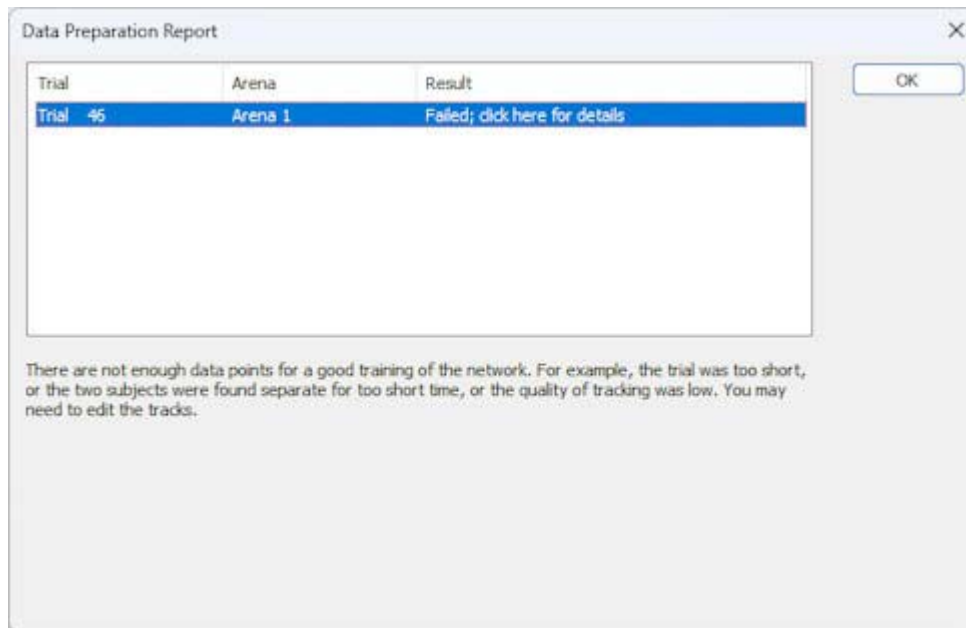 Data Preparation Report
OK
Trial Arena Result
Trial 46 Arena 1 Failed; click here for details
There are not enough data points for a good training of the network. For example, the trial was too short,
or the two subjects were found separate for too short time, or the quality of tracking was low. You may
need to edit the tracks.